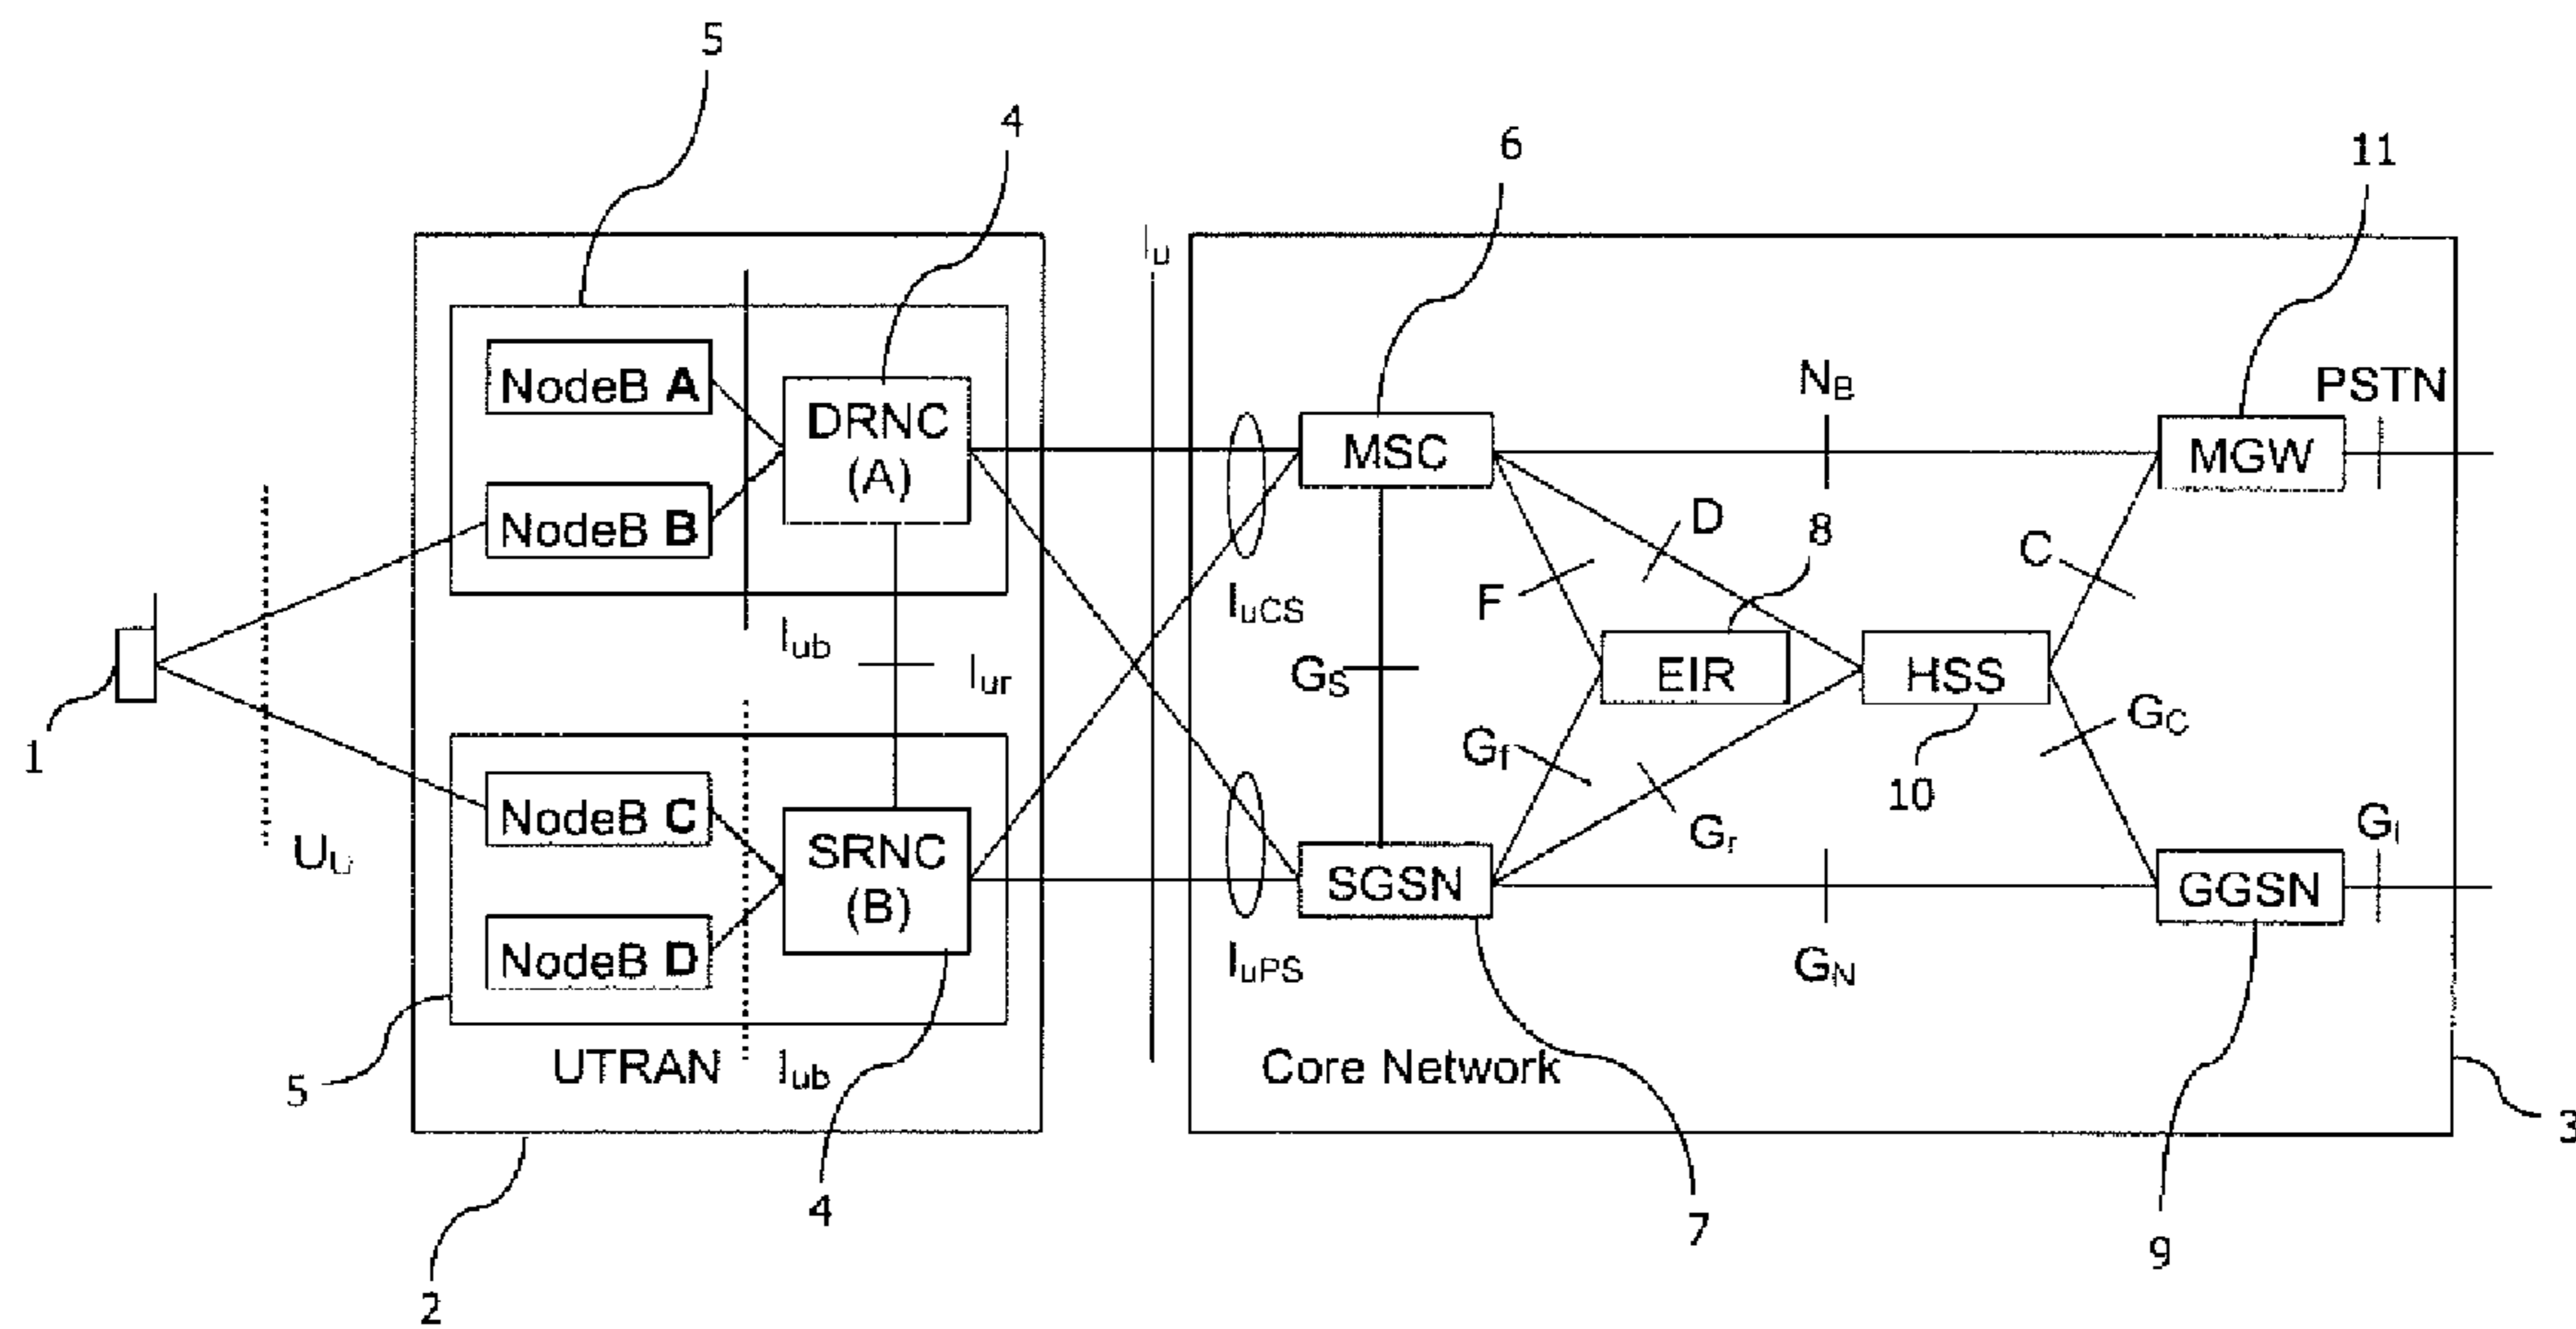 5
4
6
11
Iu
NodeB A
DRNC
(A)
NodeB B
MSC
NB
MGW
PSTN
IuCS
F
D
8
C
Iub
Iur
1
GS
EIR
HSS
10
GC
Gf
Gr
UU
NodeB C
SRNC
(B)
NodeB D
SGSN
GGSN
Gi
IuPS
GN
5
UTRAN
Iub
Core Network
3
4
7
9
2